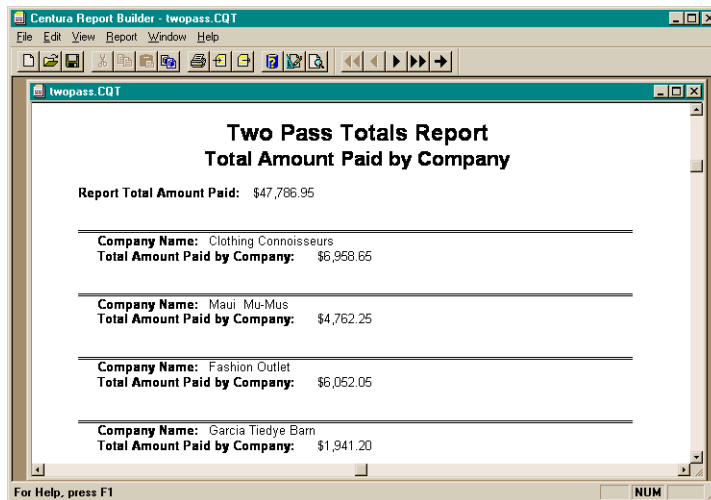 Centura Report Builder - twopass.CQT
File Edit View Report Window Help
twopass.CQT
Two Pass Totals Report
Total Amount Paid by Company
Report Total Amount Paid: $47,786.95
Company Name: Clothing Connoisseurs
Total Amount Paid by Company: $6,958.65
Company Name: Maui Mu-Mus
Total Amount Paid by Company: $4,762.25
Company Name: Fashion Outlet
Total Amount Paid by Company: $6,052.05
Company Name: Garcia Tiedye Barn
Total Amount Paid by Company: $1,941.20
For Help, press F1 NUM